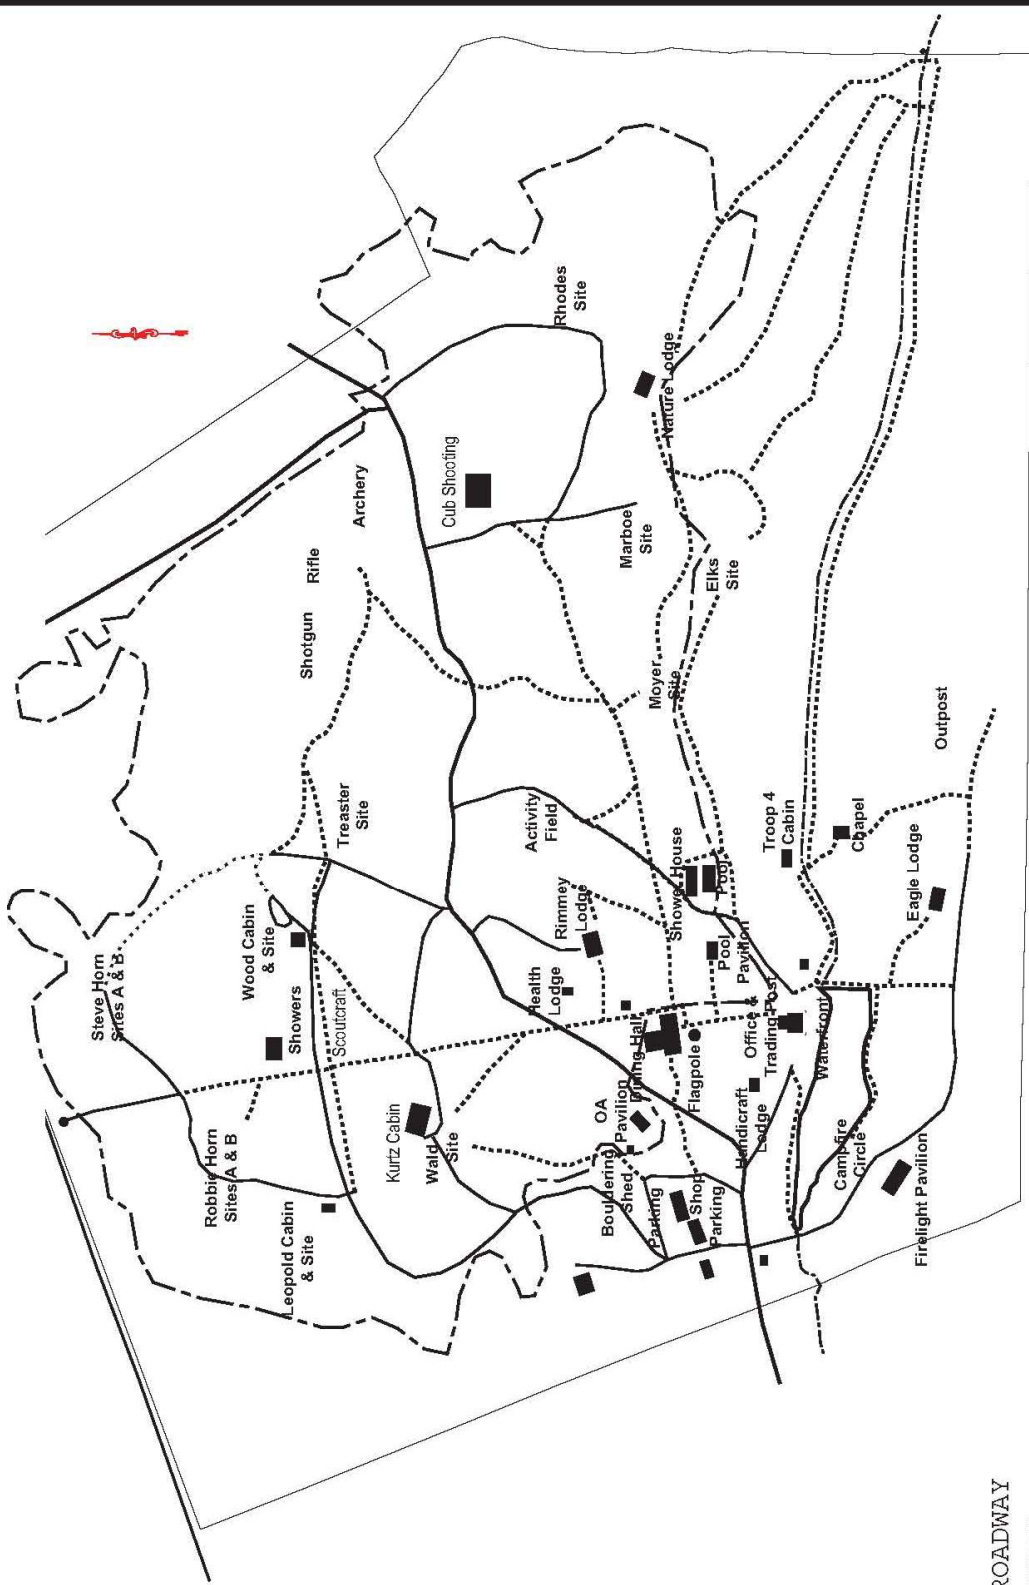 Steve Horn
Sites A & B
Robbie Horn
Sites A & B
Leopold Cabin
& Site
Wood Cabin
& Site
Showers
Scoutcraft
Treaster
Site
Shotgun
Rifle
Archery
Kurtz Cabin
Wald
Site
Cub Shooting
Rhodes
Site
Activity
Field
Rimmey
Lodge
Health
Lodge
OA
Pavilion
Bouldering
Shed
Dining Hall
Parking
Shop
Parking
Flagpole
Marboe
Site
Moyer
Site
Nature Lodge
Elks
Site
Shower House
Pool
Pool
Pavilion
Office &
Trading Post
Handicraft
Lodge
Troop 4
Cabin
Waterfront
Campfire
Circle
Chapel
Eagle Lodge
Firelight Pavilion
Outpost
ROADWAY